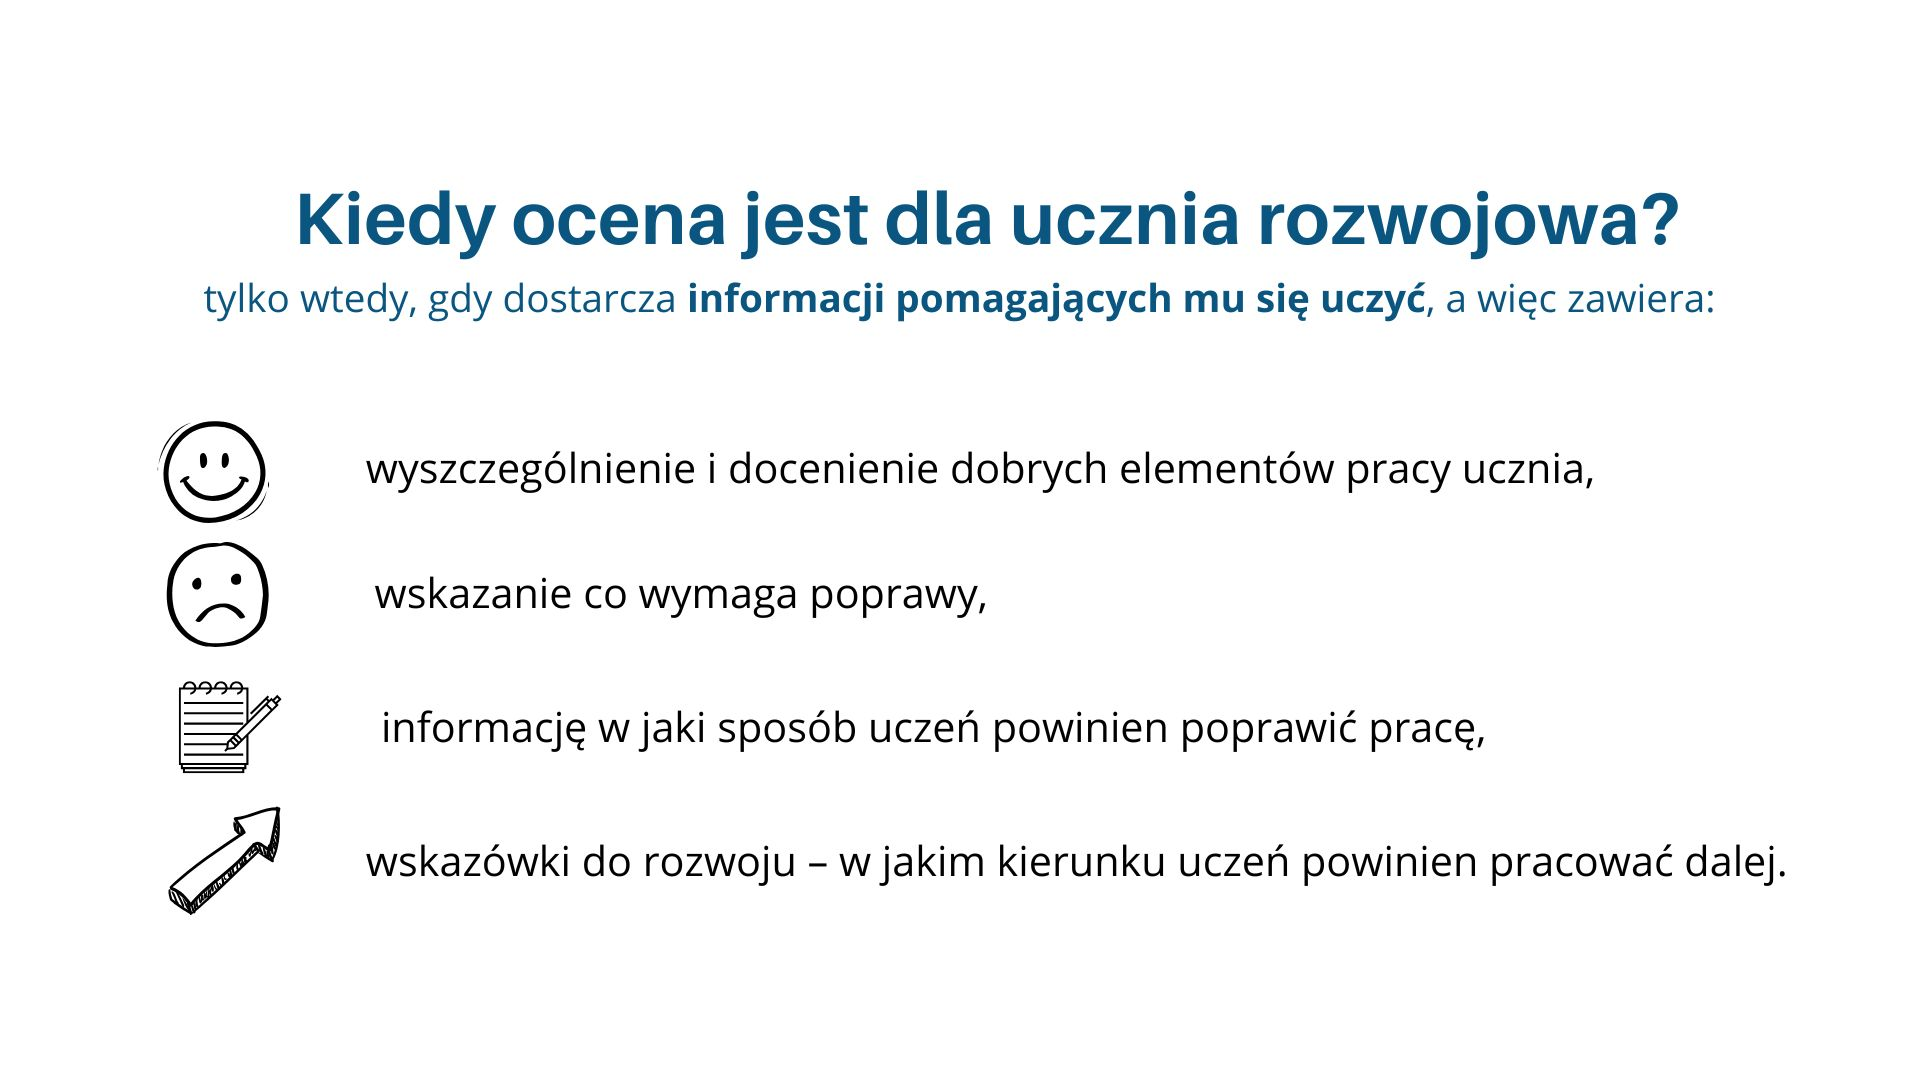 Kiedy ocena jest dla ucznia rozwojowa?
tylko wtedy, gdy dostarcza informacji pomagających mu się uczyć, a więc zawiera:
wyszczególnienie i docenienie dobrych elementów pracy ucznia,
wskazanie co wymaga poprawy,
informację w jaki sposób uczeń powinien poprawić pracę,
wskazówki do rozwoju – w jakim kierunku uczeń powinien pracować dalej.